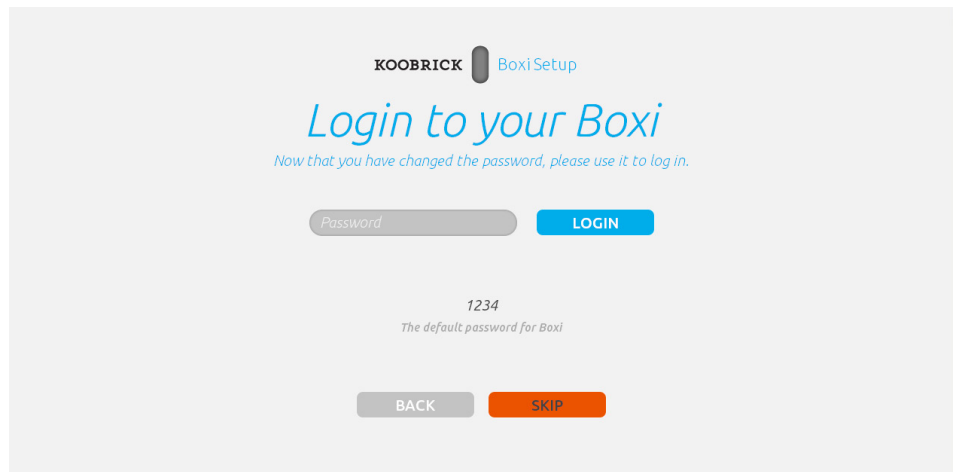 KOOBRICK Boxi Setup
Login to your Boxi
Now that you have changed the password, please use it to log in.
Password LOGIN
1234
The default password for Boxi
BACK SKIP